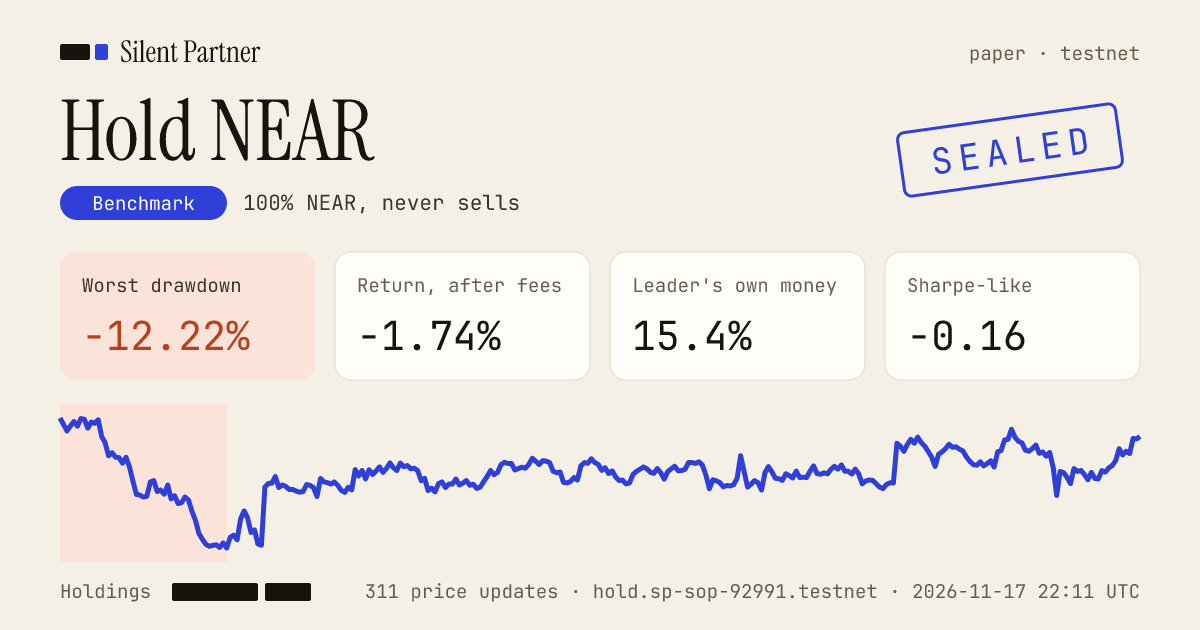 Silent Partner
paper · testnet
Hold NEAR
SEALED
Benchmark
100% NEAR, never sells
Worst drawdown
-12.22%
Return, after fees
-1.74%
Leader's own money
15.4%
Sharpe-like
-0.16
Holdings
311 price updates · hold.sp-sop-92991.testnet · 2026-11-17 22:11 UTC